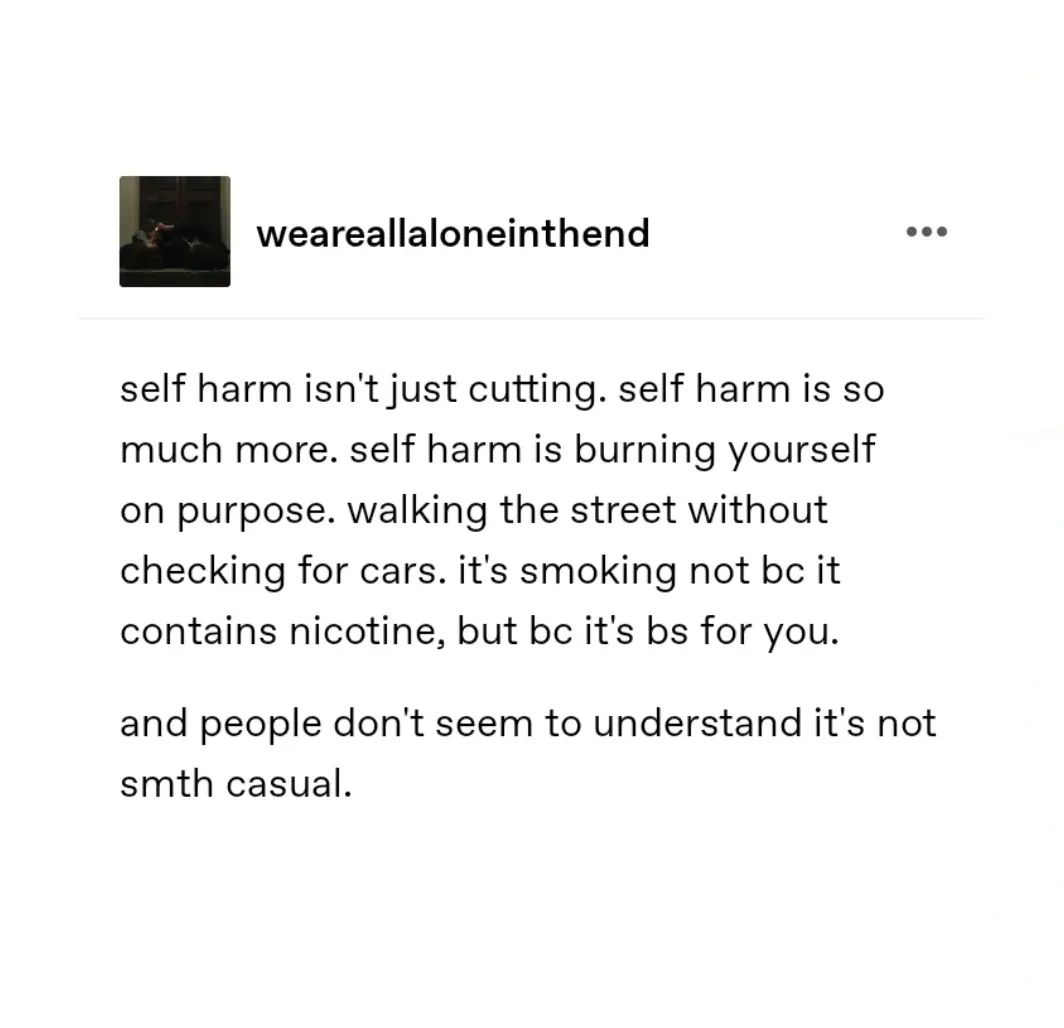 weareallaloneinthend
self harm isn't just cutting. self harm is so
much more. self harm is burning yourself
on purpose. walking the street without
checking for cars. it's smoking not bc it
contains nicotine, but bc it's bs for you.
and people don't seem to understand it's not
smth casual.